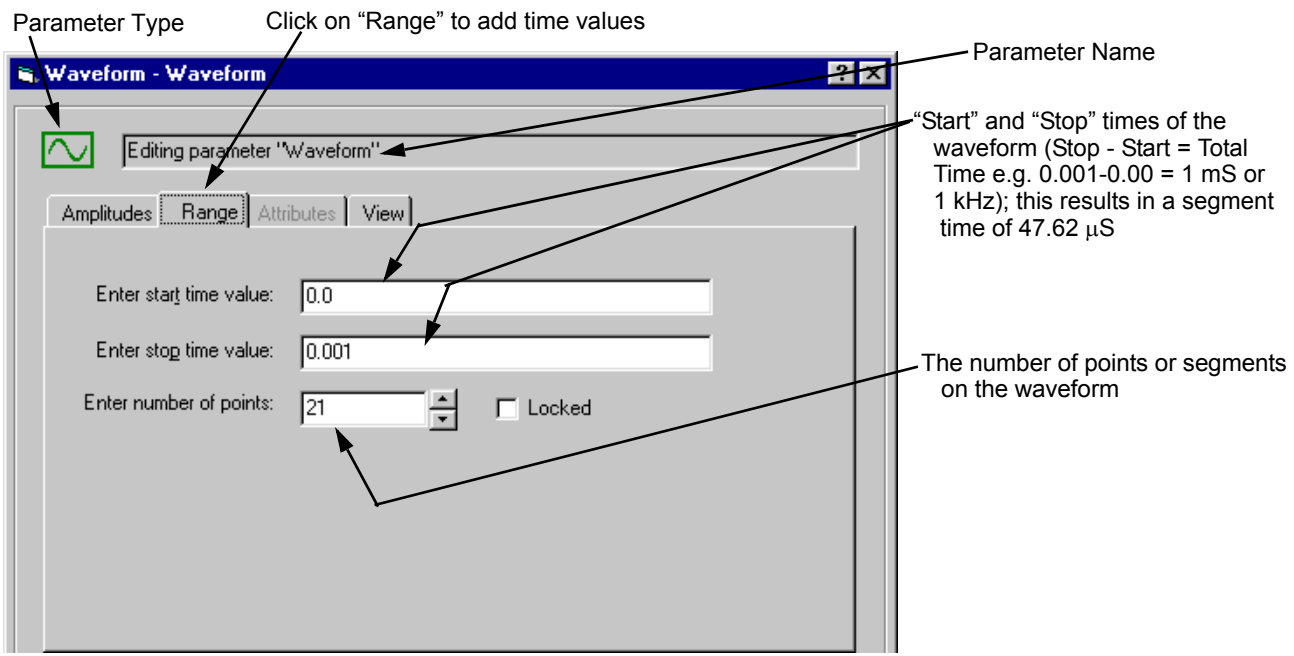 Parameter Type
Click on “Range” to add time values
Parameter Name
Waveform - Waveform
Editing parameter "Waveform"
“Start” and “Stop” times of the
waveform (Stop - Start = Total
Time e.g. 0.001-0.00 = 1 mS or
1 kHz); this results in a segment
time of 47.62 μS
Amplitudes Range Attributes View
Enter start time value: 0.0
Enter stop time value: 0.001
Enter number of points: 21 Locked
The number of points or segments
on the waveform